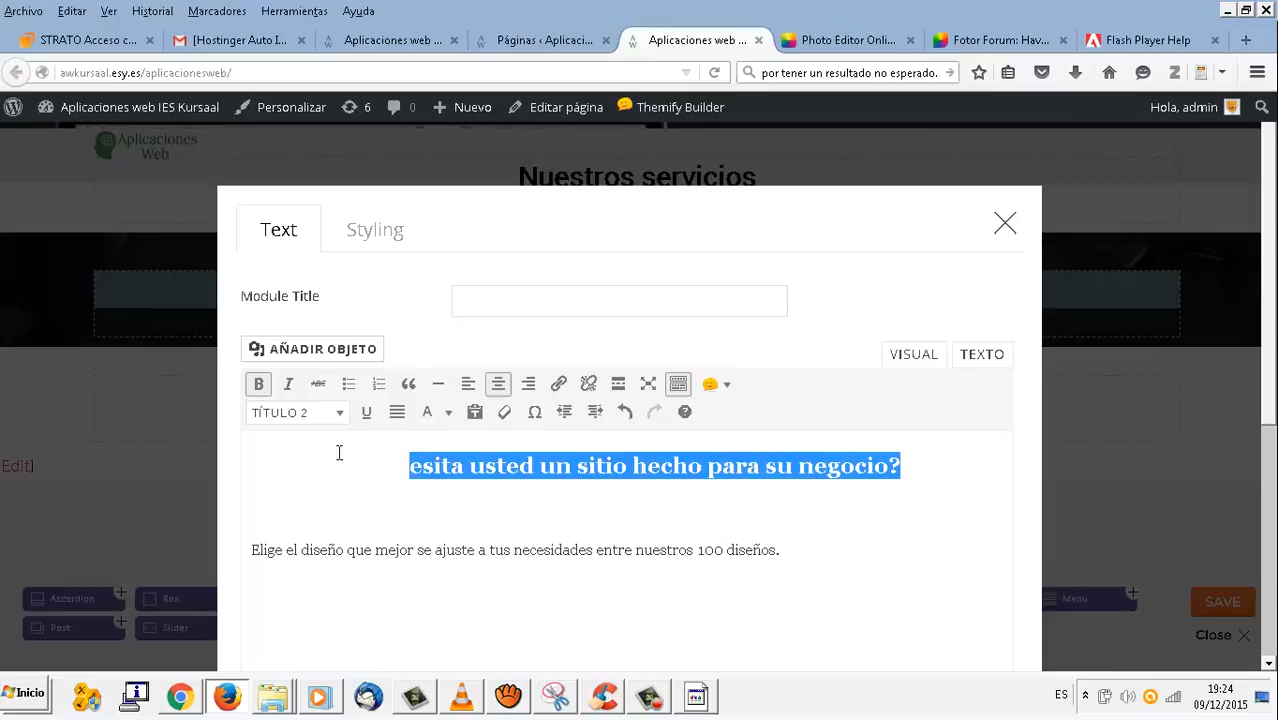 Archivo Editar Ver Historial Marcadores Herramientas Ayuda
STRATO Acceso c...
[Hostinger Auto I...
Aplicaciones web ...
Páginas ‹ Aplicaci...
Aplicaciones web ...
Photo Editor Onli...
Fotor Forum: Hav...
Flash Player Help
awkursaal.esy.es/aplicacionesweb/
por tener un resultado no esperado.
Aplicaciones web IES Kursaal
Personalizar
6
0
Nuevo
Editar página
Themify Builder
Hola, admin
Aplicaciones
Web
Nuestros servicios
Text
Styling
Module Title
AÑADIR OBJETO
VISUAL
TEXTO
B I ABC
TÍTULO 2
U
A
esita usted un sitio hecho para su negocio?
Edit]
Elige el diseño que mejor se ajuste a tus necesidades entre nuestros 100 diseños.
Accordion
Box
Menu
SAVE
Post
Slider
Close
Inicio
ES
19:24
09/12/2015